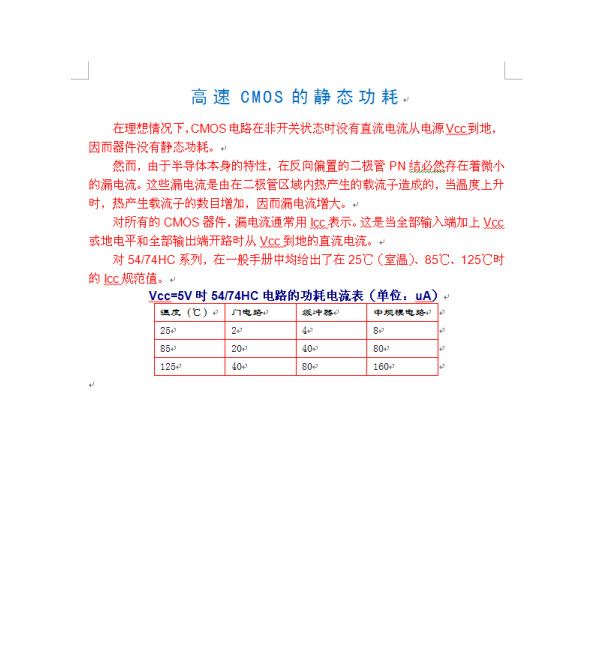 高速 CMOS 的静态功耗
在理想情况下,CMOS 电路在非开关状态时没有直流电流从电源 Vcc 到地,
因而器件没有静态功耗。
然而，由于半导体本身的特性，在反向偏置的二极管 PN 结必然存在着微小
的漏电流。这些漏电流是由在二极管区域内热产生的载流子造成的，当温度上升
时，热产生载流子的数目增加，因而漏电流增大。
对所有的 CMOS 器件，漏电流通常用 Icc 表示。这是当全部输入端加上 Vcc
或地电平和全部输出端开路时从 Vcc 到地的直流电流。
对 54/74HC 系列，在一般手册中均给出了在 25℃（室温）、85℃、125℃时
的 Icc 规范值。
Vcc=5V 时 54/74HC 电路的功耗电流表（单位：uA）
温度（℃） 门电路 缓冲器 中规模电路
25 2 4 8
85 20 40 80
125 40 80 160